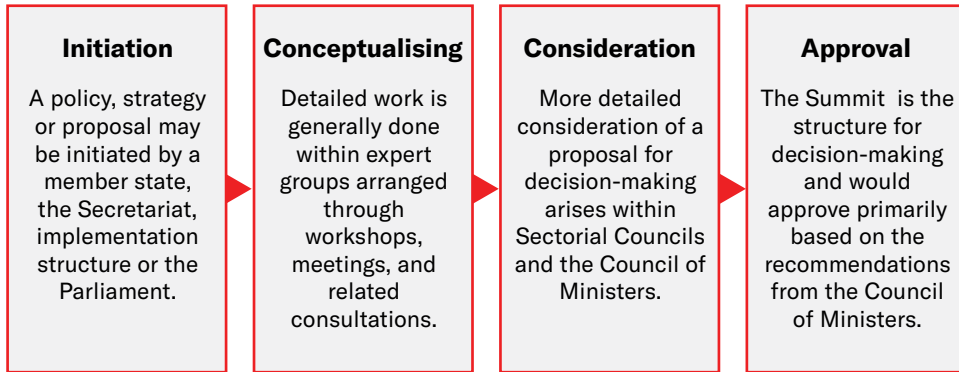 Initiation
A policy, strategy
or proposal may
be initiated by a
member state,
the Secretariat,
implementation
structure or the
Parliament.
Conceptualising
Detailed work is
generally done
within expert
groups arranged
through
workshops,
meetings, and
related
consultations.
Consideration
More detailed
consideration of a
proposal for
decision-making
arises within
Sectorial Councils
and the Council of
Ministers.
Approval
The Summit is the
structure for
decision-making
and would
approve primarily
based on the
recommendations
from the Council
of Ministers.